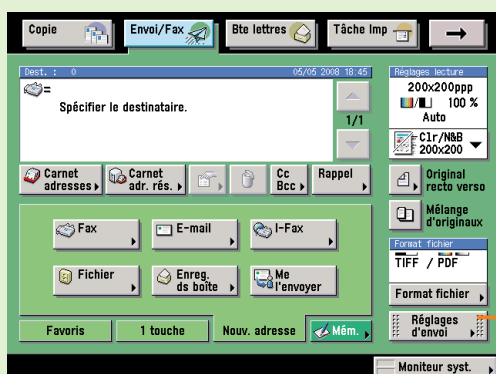 Copie
Envoi/Fax
Bte lettres
Tâche Imp
Dest. : 0
05/05 2008 18:45
Spécifier le destinataire.
1/1
Carnet
adresses
Carnet
adr. rés.
Cc
Bcc
Rappel
Fax
E-mail
I-Fax
Fichier
Enreg.
ds boîte
Me
l'envoyer
Favoris
1 touche
Nouv. adresse
Mém.
Réglages lecture
200x200ppp
100 %
Auto
Clr/N&B
200x200
Original
recto verso
Mélange
d'originaux
Format fichier
TIFF / PDF
Format fichier
Réglages
d'envoi
Moniteur syst.